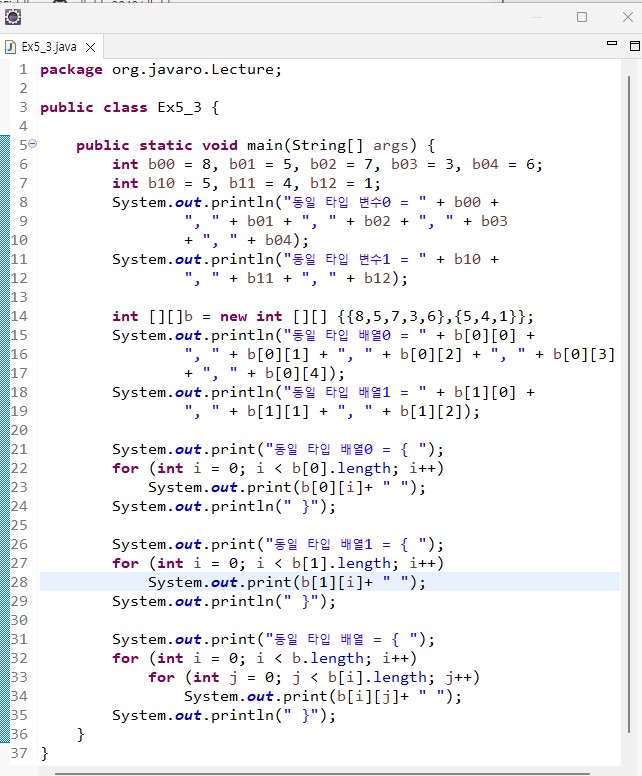 Ex5_3.java
1 package org.javaro.Lecture;
2
3 public class Ex5_3 {
4
5 public static void main(String[] args) {
6 int b00 = 8, b01 = 5, b02 = 7, b03 = 3, b04 = 6;
7 int b10 = 5, b11 = 4, b12 = 1;
8 System.out.println("동일 타입 변수0 = " + b00 +
9 ", " + b01 + ", " + b02 + ", " + b03
10 + ", " + b04);
11 System.out.println("동일 타입 변수1 = " + b10 +
12 ", " + b11 + ", " + b12);
13
14 int [][]b = new int [][] {{8,5,7,3,6},{5,4,1}};
15 System.out.println("동일 타입 배열0 = " + b[0][0] +
16 ", " + b[0][1] + ", " + b[0][2] + ", " + b[0][3]
17 + ", " + b[0][4]);
18 System.out.println("동일 타입 배열1 = " + b[1][0] +
19 ", " + b[1][1] + ", " + b[1][2]);
20
21 System.out.print("동일 타입 배열0 = { ");
22 for (int i = 0; i < b[0].length; i++)
23 System.out.print(b[0][i]+ " ");
24 System.out.println(" }");
25
26 System.out.print("동일 타입 배열1 = { ");
27 for (int i = 0; i < b[1].length; i++)
28 System.out.print(b[1][i]+ " ");
29 System.out.println(" }");
30
31 System.out.print("동일 타입 배열 = { ");
32 for (int i = 0; i < b.length; i++)
33 for (int j = 0; j < b[i].length; j++)
34 System.out.print(b[i][j]+ " ");
35 System.out.println(" }");
36 }
37 }